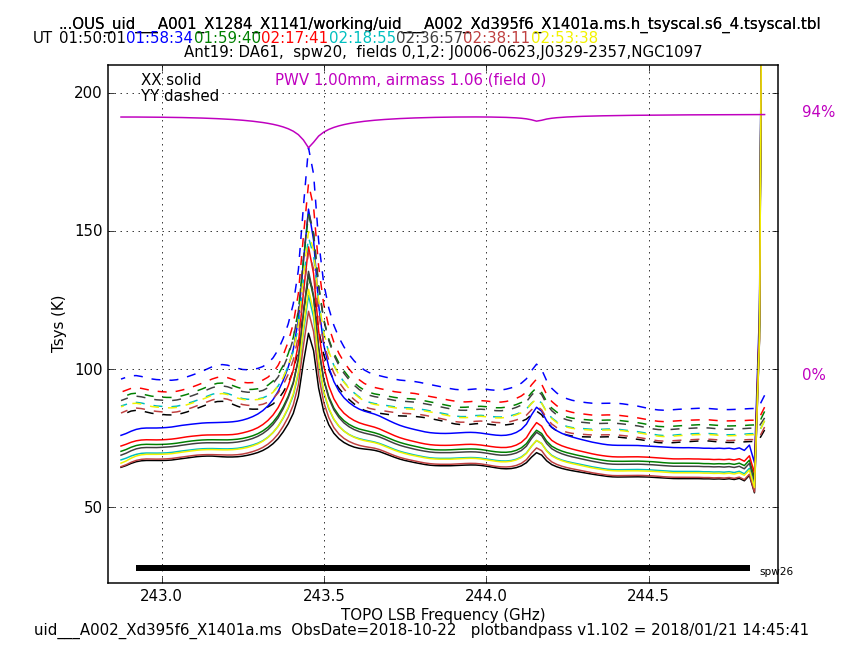 ...OUS_uid___A001_X1284_X1141/working/uid___A002_Xd395f6_X1401a.ms.h_tsyscal.s6_4.tsyscal.tbl
UT 01:50:01 01:58:34 01:59:40 02:17:41 02:18:55 02:36:57 02:38:11 02:53:38
Ant19: DA61, spw20, fields 0,1,2: J0006-0623,J0329-2357,NGC1097
XX solid
PWV 1.00mm, airmass 1.06 (field 0)
YY dashed
200
94%
150
Tsys (K)
100
0%
50
spw26
243.0 243.5 244.0 244.5
TOPO LSB Frequency (GHz)
uid___A002_Xd395f6_X1401a.ms ObsDate=2018-10-22 plotbandpass v1.102 = 2018/01/21 14:45:41